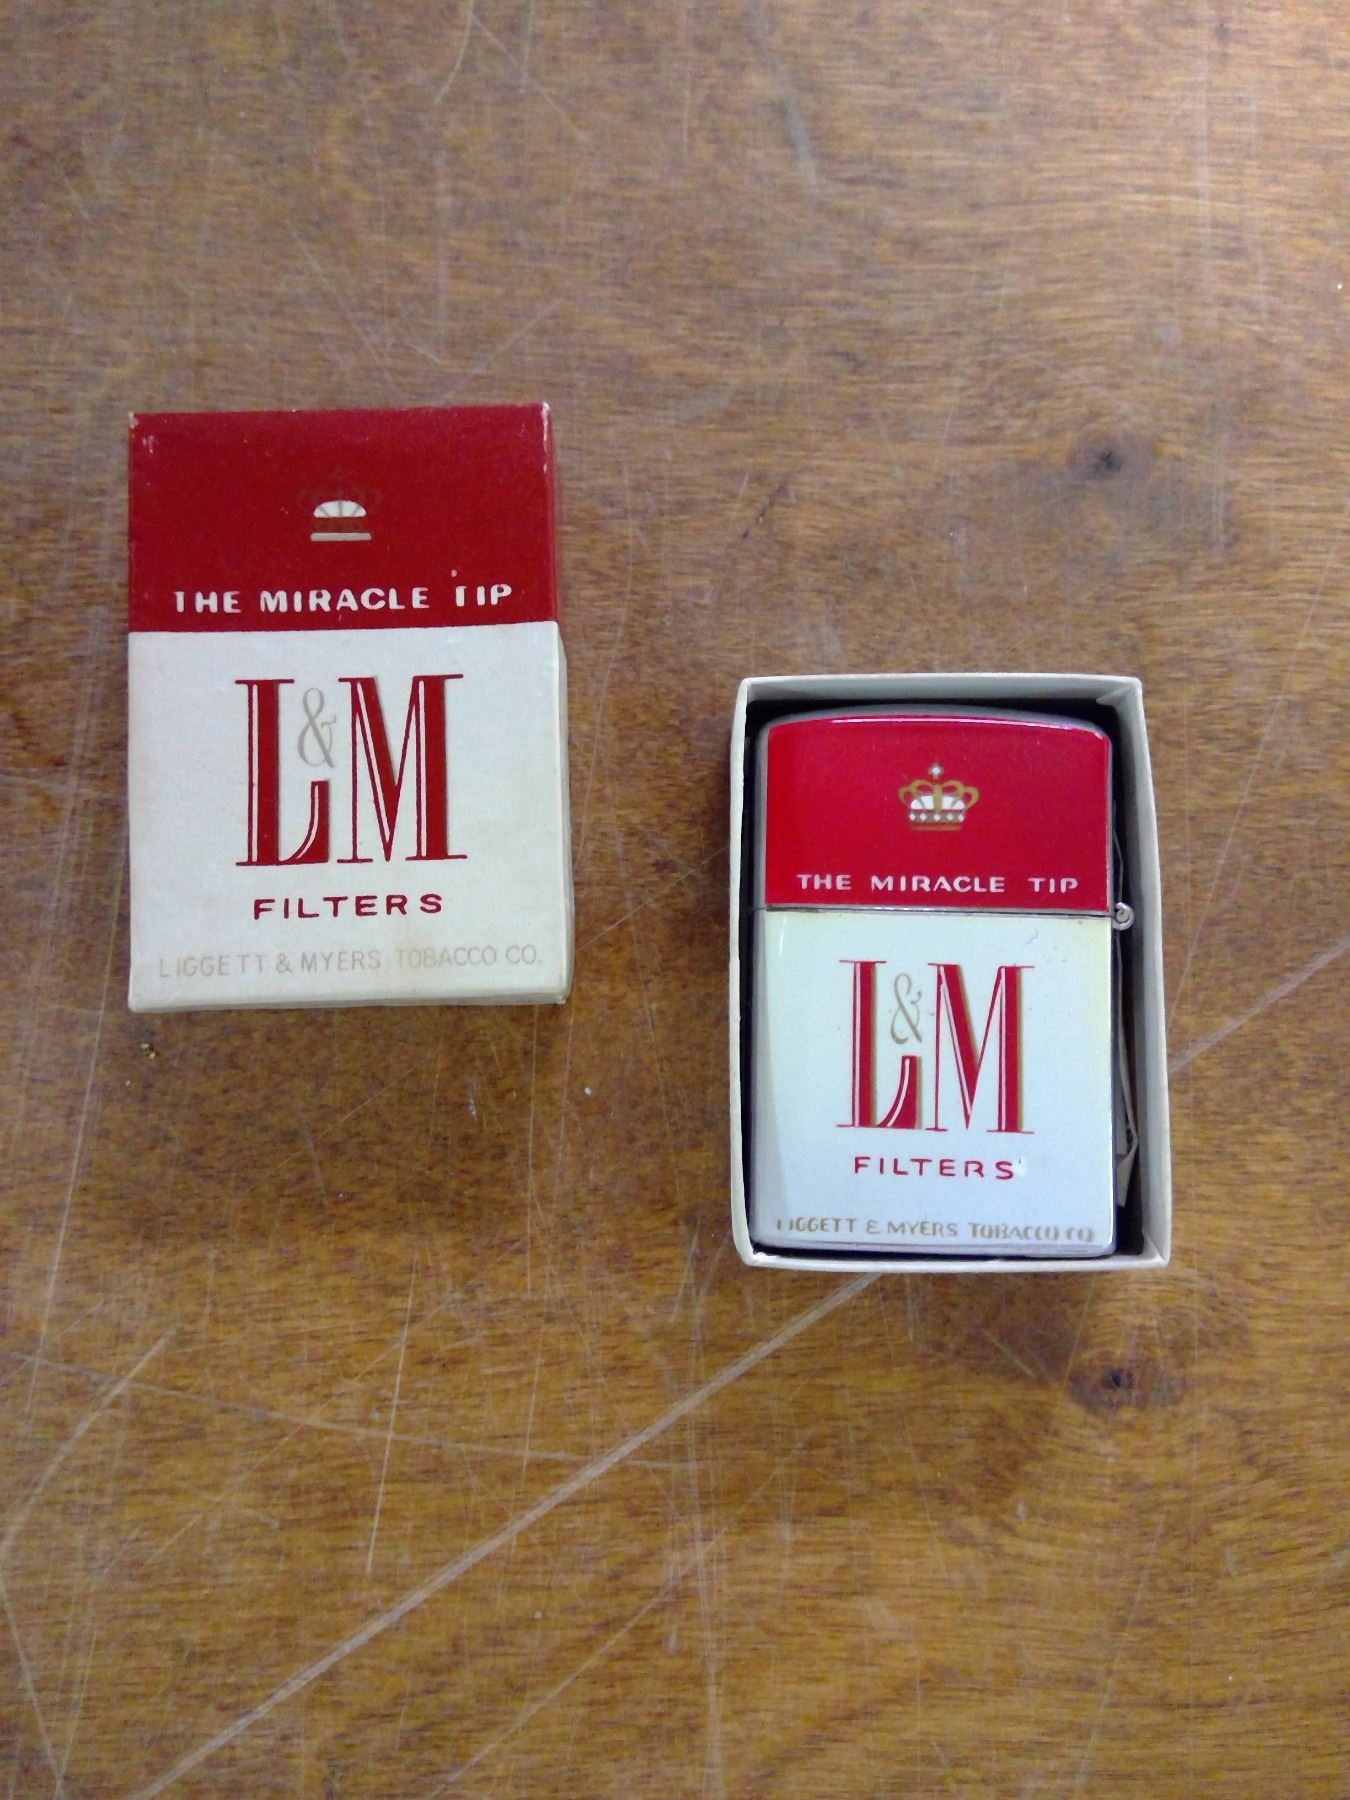 THE MIRACLE TIP
L&M
FILTERS
LIGGETT & MYERS TOBACCO CO.
THE MIRACLE TIP
L&M
FILTERS
LIGGETT & MYERS TOBACCO CO